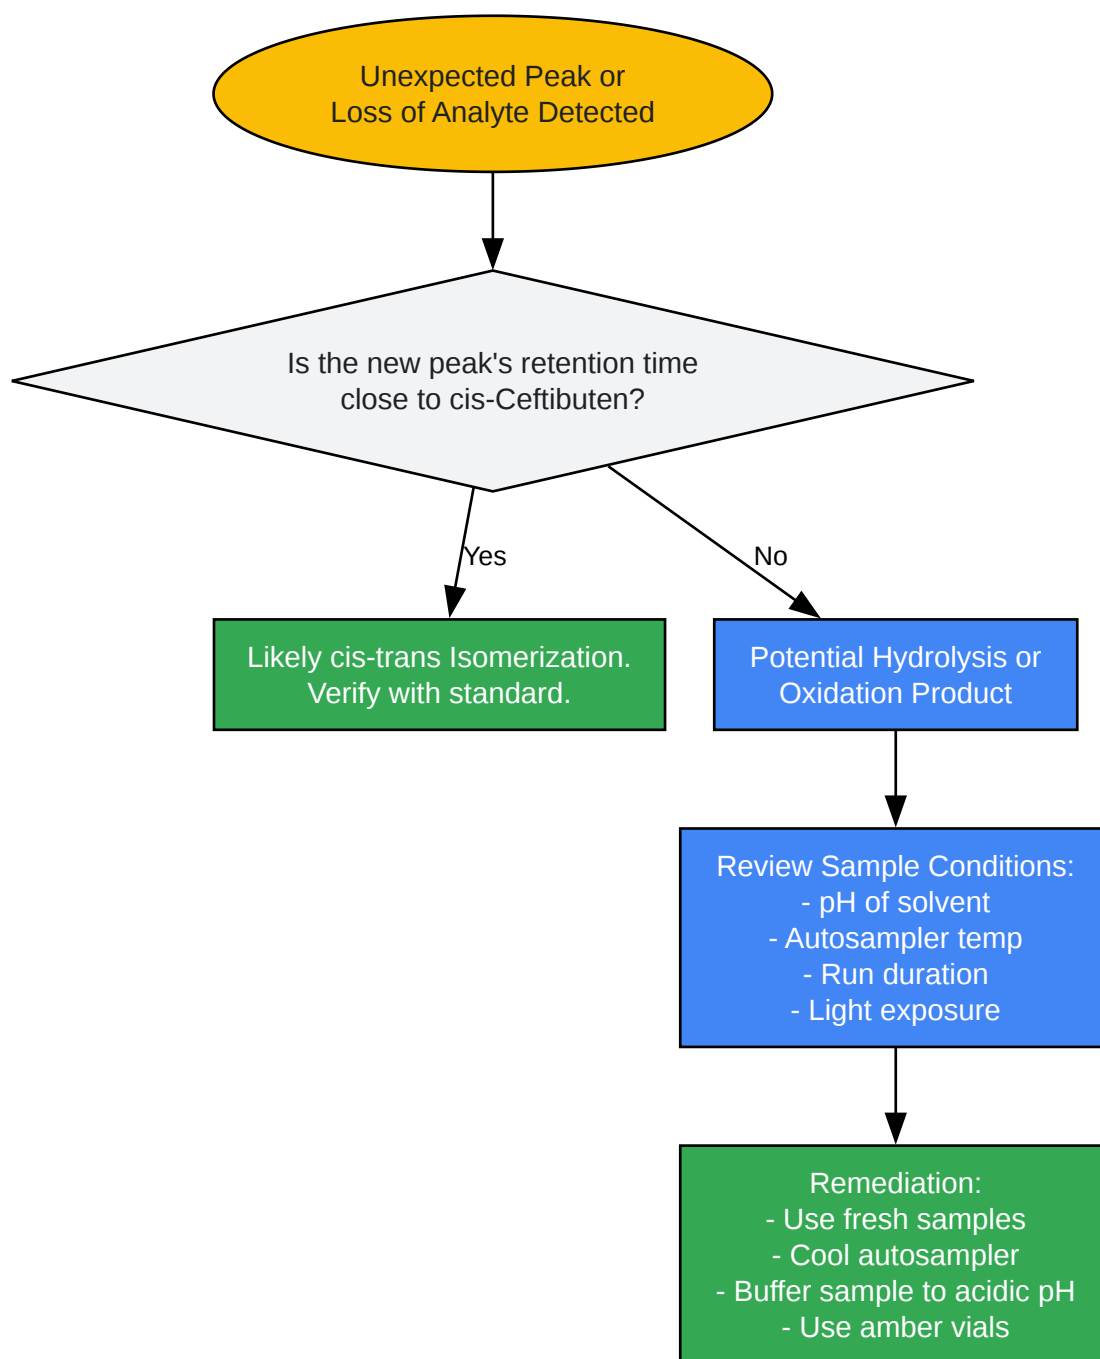 Unexpected Peak or
Loss of Analyte Detected
Is the new peak's retention time
close to cis-Ceftibuten?
Yes
No
Likely cis-trans Isomerization.
Verify with standard.
Potential Hydrolysis or
Oxidation Product
Review Sample Conditions:
- pH of solvent
- Autosampler temp
- Run duration
- Light exposure
Remediation:
- Use fresh samples
- Cool autosampler
- Buffer sample to acidic pH
- Use amber vials